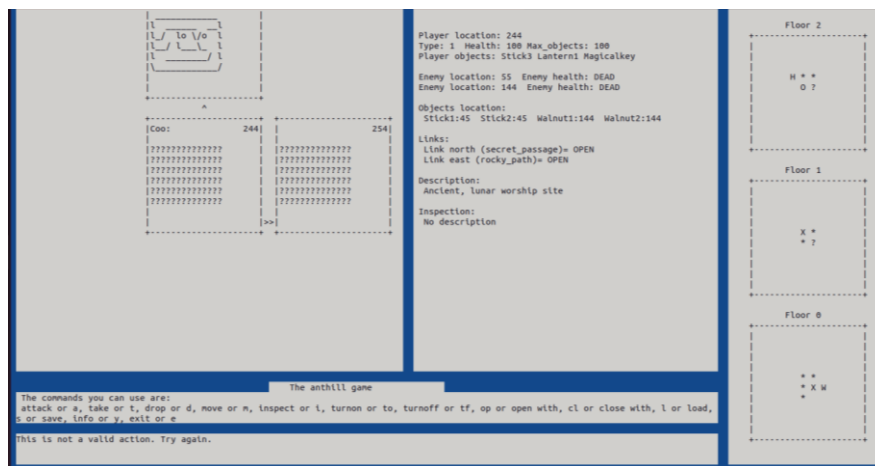 Player location: 244
Type: 1 Health: 100 Max_objects: 100
Player objects: Stick3 Lantern1 Magicalkey
Enemy location: 55 Enemy health: DEAD
Enemy location: 144 Enemy health: DEAD
Objects location:
Stick1:45 Stick2:45 Walnut1:144 Walnut2:144
Links:
Link north (secret_passage)= OPEN
Link east (rocky_path)= OPEN
Description:
Ancient, lunar worship site
Inspection:
No description
|Coo: 244| | 254|
|?????????????? |??????????????
|?????????????? |??????????????
|?????????????? |??????????????
|?????????????? |??????????????
|?????????????? |??????????????
|?????????????? |??????????????
|>>|
Floor 2
H * *
O ?
Floor 1
X *
* ?
Floor 0
* *
* X W
*
The anthill game
The commands you can use are:
attack or a, take or t, drop or d, move or m, inspect or i, turnon or to, turnoff or tf, op or open with, cl or close with, l or load,
s or save, info or y, exit or e
This is not a valid action. Try again.